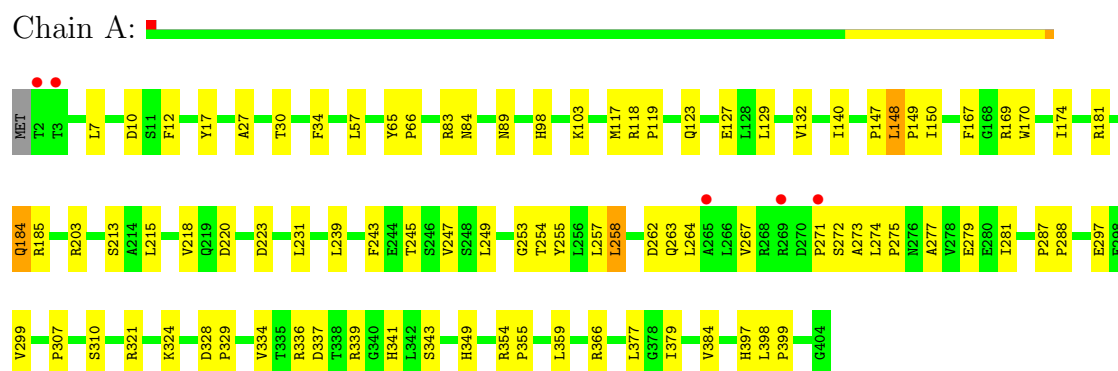 Chain A:
MET T2 T3 L7 D10 S11 F12 Y17 A27 T30 F34 L57 Y65 P66 R83 N84 N89 H98 K103 M117 R118 P119 Q123 E127 L128 L129 V132 I140 P147 L148 P149 I150 F167 G168 R169 W170 I174 R181
Q184 R185 R203 S213 A214 L215 V218 Q219 D220 D223 L231 L239 F243 E244 T245 S246 V247 S248 L249 G253 T254 Y255 L256 L257 L258 D262 Q263 L264 A265 L266 V267 R268 R269 D270 P271 S272 A273 L274 P275 N276 A277 V278 E279 E280 I281 P287 P288 E297
V299 P307 S310 R321 K324 D328 P329 V334 T335 R336 D337 T338 R339 G340 H341 L342 S343 H349 R354 P355 L359 R366 L377 G378 I379 V384 H397 L398 P399 G404